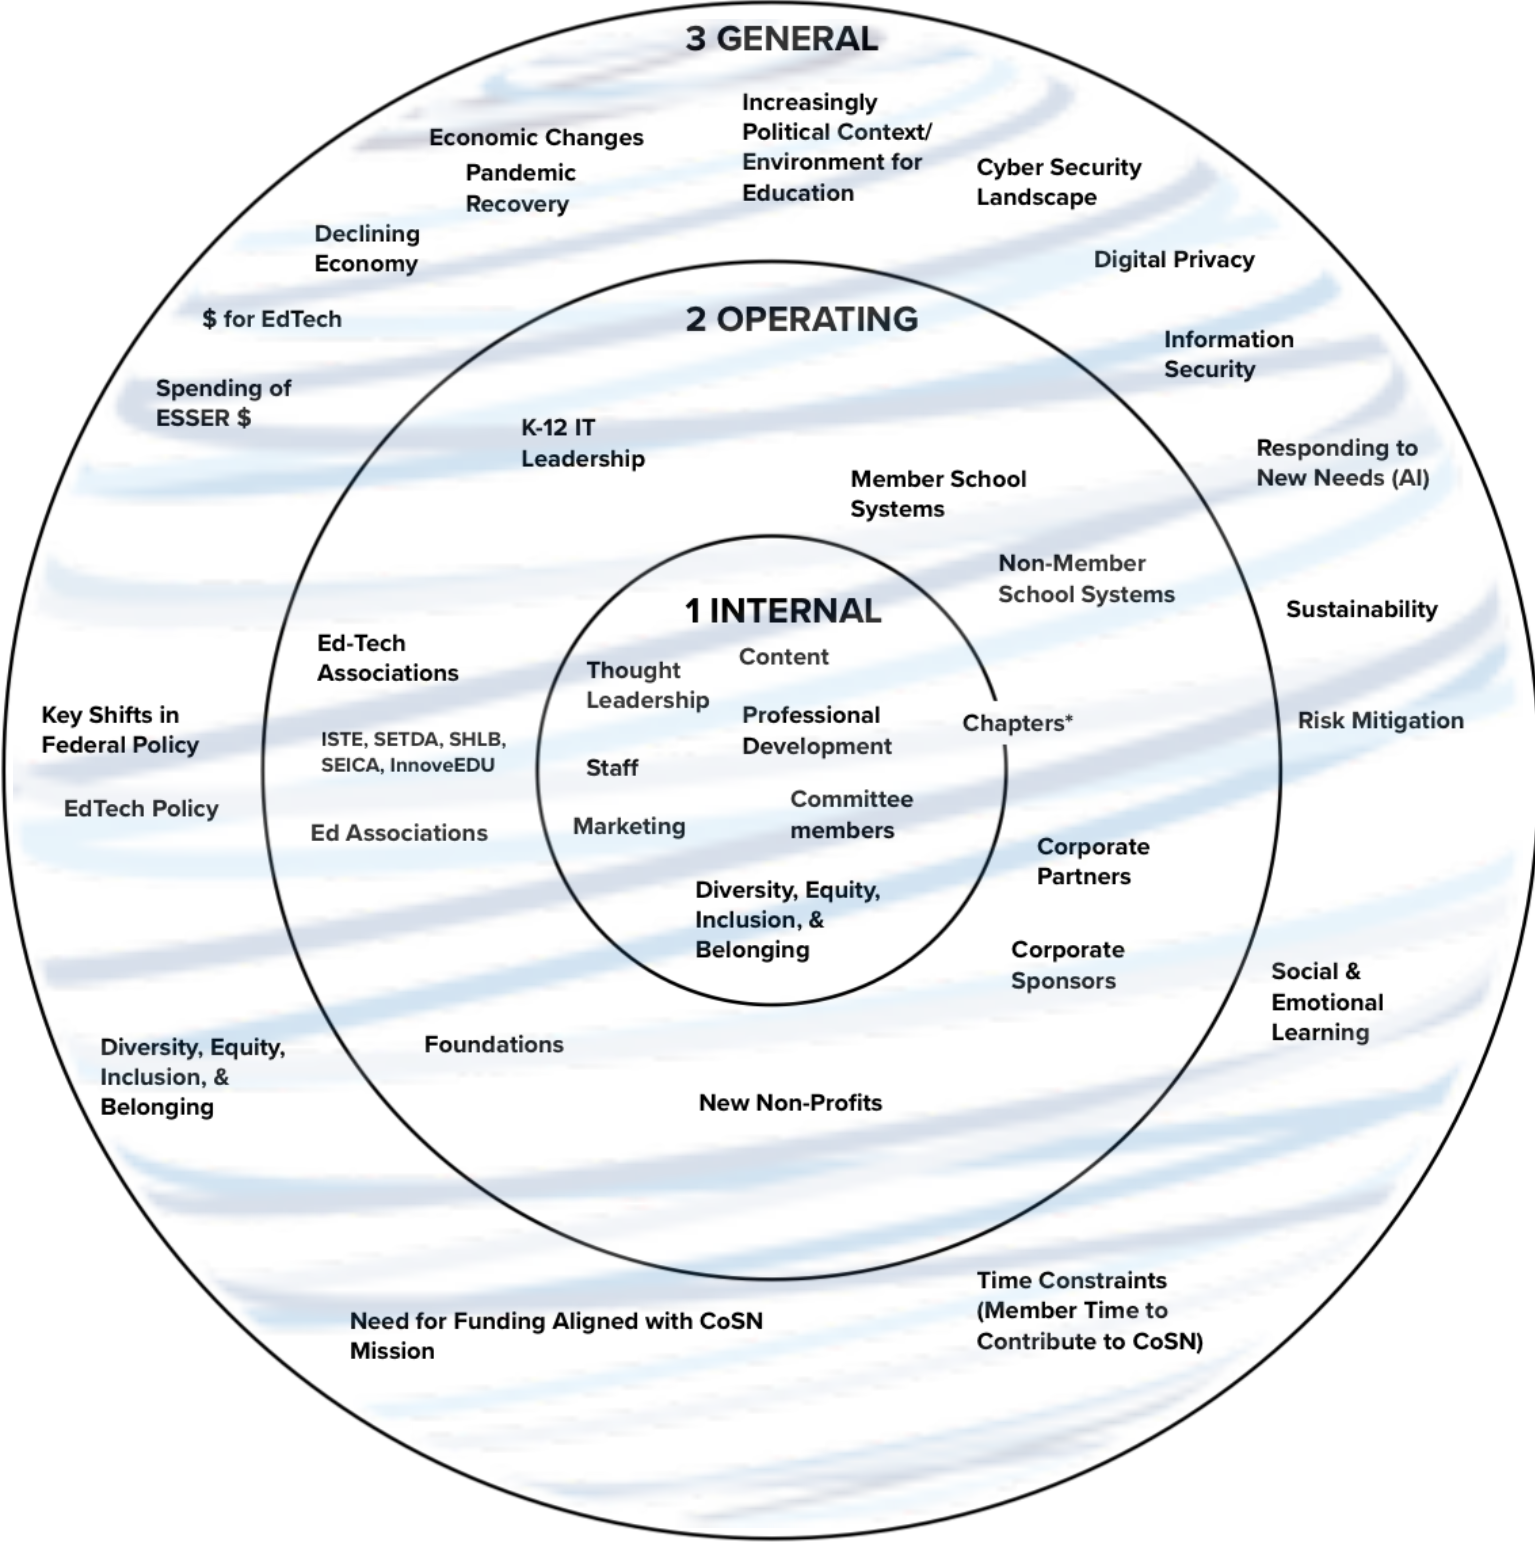 3 GENERAL
Economic Changes
Pandemic
Recovery
Increasingly
Political Context/
Environment for
Education
Cyber Security
Landscape
Declining
Economy
Digital Privacy
$ for EdTech
Information
Security
Spending of
ESSER $
Responding to
New Needs (AI)
Sustainability
Key Shifts in
Federal Policy
Risk Mitigation
EdTech Policy
Social &
Emotional
Learning
Diversity, Equity,
Inclusion, &
Belonging
Need for Funding Aligned with CoSN
Mission
Time Constraints
(Member Time to
Contribute to CoSN)
2 OPERATING
K-12 IT
Leadership
Member School
Systems
Non-Member
School Systems
Ed-Tech
Associations
ISTE, SETDA, SHLB,
SEICA, InnoveEDU
Ed Associations
Corporate
Partners
Corporate
Sponsors
Foundations
New Non-Profits
1 INTERNAL
Content
Thought
Leadership
Professional
Development
Chapters*
Staff
Committee
members
Marketing
Diversity, Equity,
Inclusion, &
Belonging